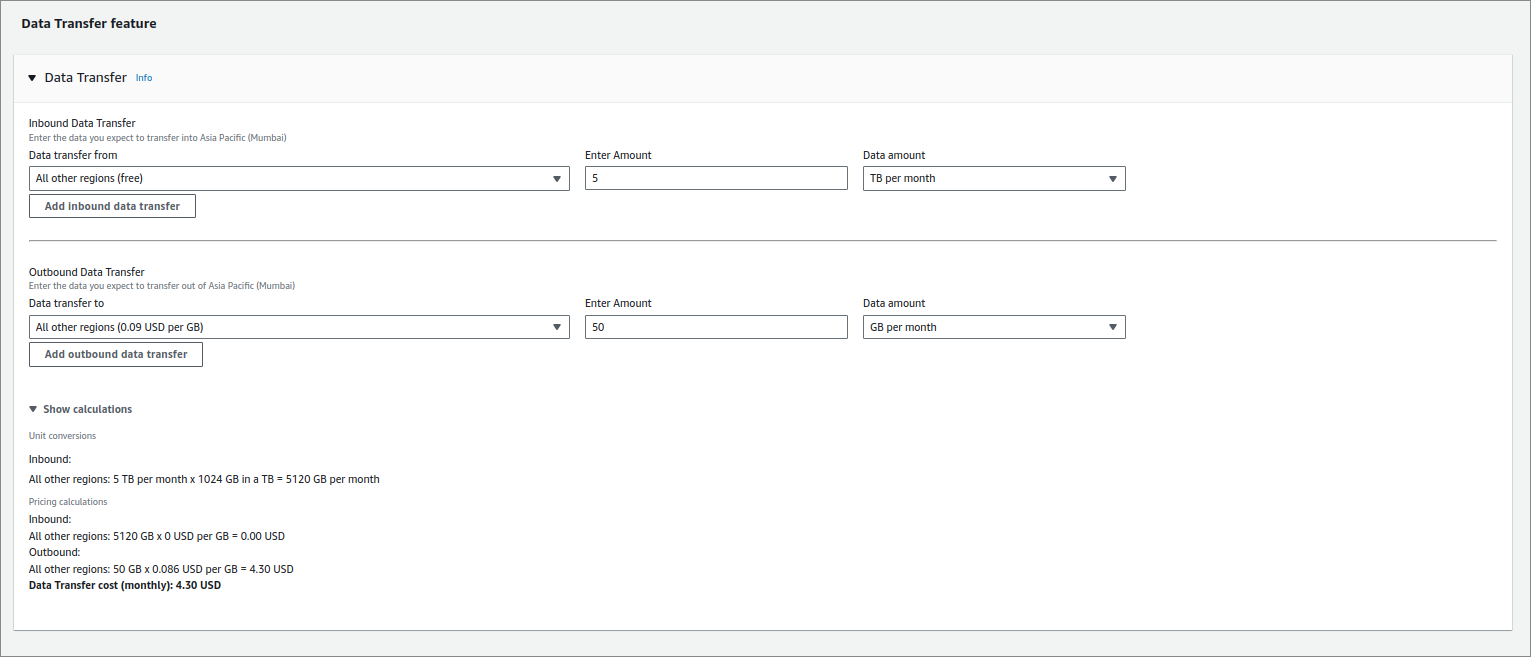 Data Transfer feature
Data Transfer Info
Inbound Data Transfer
Enter the data you expect to transfer into Asia Pacific (Mumbai)
Data transfer from Enter Amount Data amount
All other regions (free) 5 TB per month
Add inbound data transfer
Outbound Data Transfer
Enter the data you expect to transfer out of Asia Pacific (Mumbai)
Data transfer to Enter Amount Data amount
All other regions (0.09 USD per GB) 50 GB per month
Add outbound data transfer
Show calculations
Unit conversions
Inbound:
All other regions: 5 TB per month x 1024 GB in a TB = 5120 GB per month
Pricing calculations
Inbound:
All other regions: 5120 GB x 0 USD per GB = 0.00 USD
Outbound:
All other regions: 50 GB x 0.086 USD per GB = 4.30 USD
Data Transfer cost (monthly): 4.30 USD